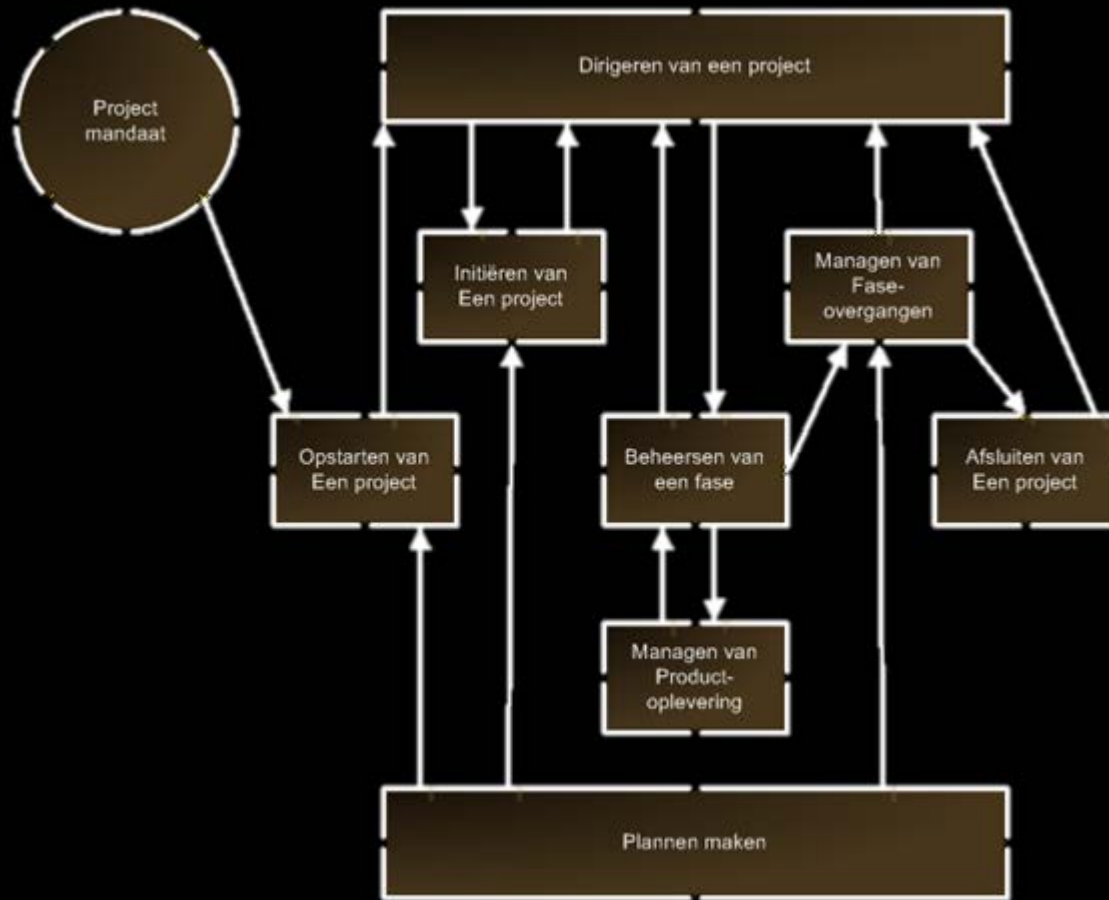 Dirigeren van een project
Project
mandaat
Initiëren van
Een project
Managen van
Fase-
overgangen
Opstarten van
Een project
Beheersen van
een fase
Afsluiten van
Een project
Managen van
Product-
oplevering
Plannen maken